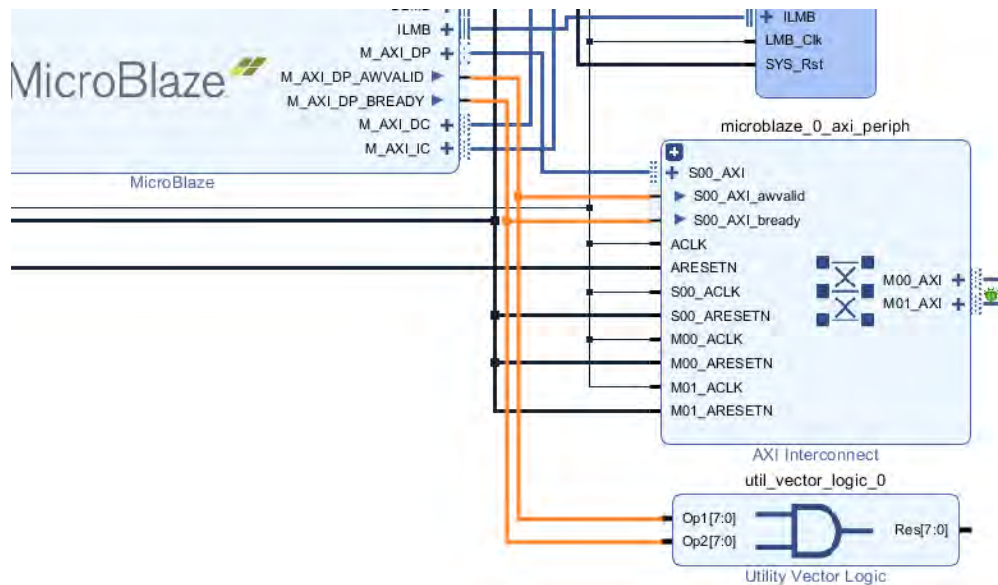 ILMB
M_AXI_DP
M_AXI_DP_AWVALID
M_AXI_DP_BREADY
M_AXI_DC
M_AXI_IC
MicroBlaze
MicroBlaze
ILMB
LMB_Clk
SYS_Rst
microblaze_0_axi_periph
S00_AXI
S00_AXI_awvalid
S00_AXI_bready
ACLK
ARESETN
S00_ACLK
S00_ARESETN
M00_ACLK
M00_ARESETN
M01_ACLK
M01_ARESETN
M00_AXI
M01_AXI
AXI Interconnect
util_vector_logic_0
Op1[7:0]
Op2[7:0]
Res[7:0]
Utility Vector Logic